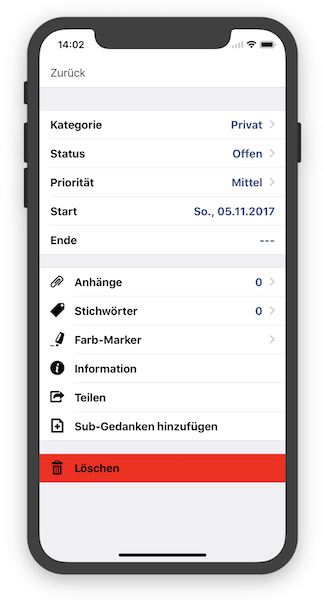 14:02
Zurück
Kategorie Privat
Status Offen
Priorität Mittel
Start So., 05.11.2017
Ende ---
Anhänge 0
Stichwörter 0
Farb-Marker
Information
Teilen
Sub-Gedanken hinzufügen
Löschen